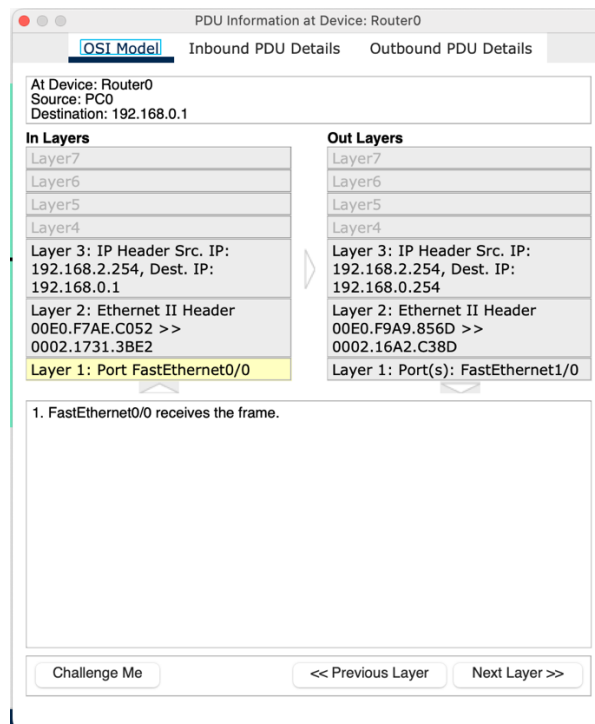 PDU Information at Device: Router0
OSI Model Inbound PDU Details Outbound PDU Details
At Device: Router0
Source: PC0
Destination: 192.168.0.1
In Layers
Layer7
Layer6
Layer5
Layer4
Layer 3: IP Header Src. IP:
192.168.2.254, Dest. IP:
192.168.0.1
Layer 2: Ethernet II Header
00E0.F7AE.C052 >>
0002.1731.3BE2
Layer 1: Port FastEthernet0/0
Out Layers
Layer7
Layer6
Layer5
Layer4
Layer 3: IP Header Src. IP:
192.168.2.254, Dest. IP:
192.168.0.254
Layer 2: Ethernet II Header
00E0.F9A9.856D >>
0002.16A2.C38D
Layer 1: Port(s): FastEthernet1/0
1. FastEthernet0/0 receives the frame.
Challenge Me << Previous Layer Next Layer >>